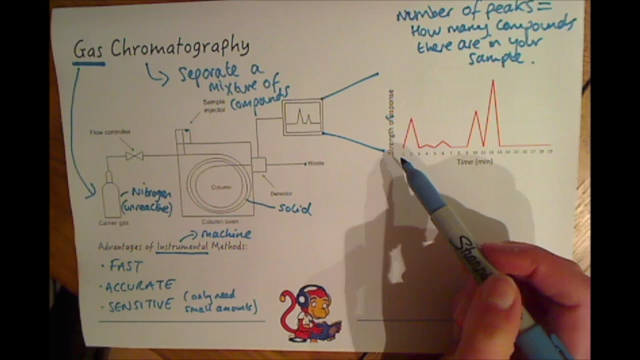 Gas Chromatography
Number of peaks =
How many compounds
there are in your
sample.
Separate a
mixture of
compounds
Sample
injector
Flow controller
Strength of response
Waste
Time (min)
Nitrogen
(unreactive)
Column
Detector
solid
Carrier gas
Column oven
machine
Advantages of Instrumental Methods:
• FAST
• ACCURATE
• SENSITIVE (only need
small amounts)
Sharpie